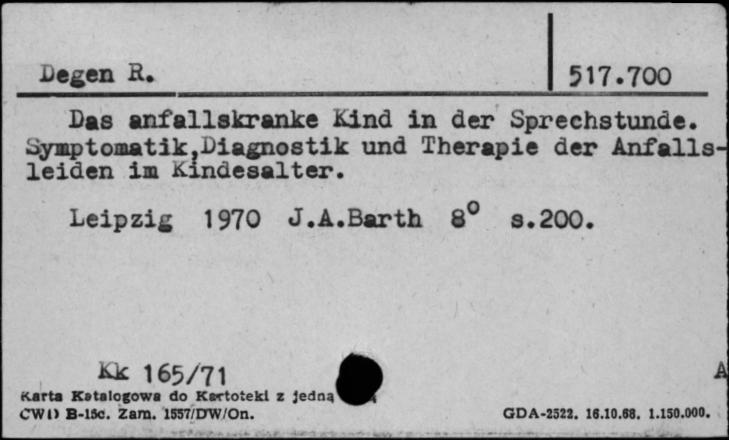 Degen R.
517.700
Das anfallskranke Kind in der Sprechstunde.
Symptomatik,Diagnostik und Therapie der Anfalls-
leiden im Kindesalter.
Leipzig 1970 J.A.Barth 8° s.200.
Kk 165/71
A
Karta Katalogowa do Kartoteki z jedną
CWD B-15c. Zam. 1557/DW/On.
GDA-2522. 16.10.68. 1.150.000.